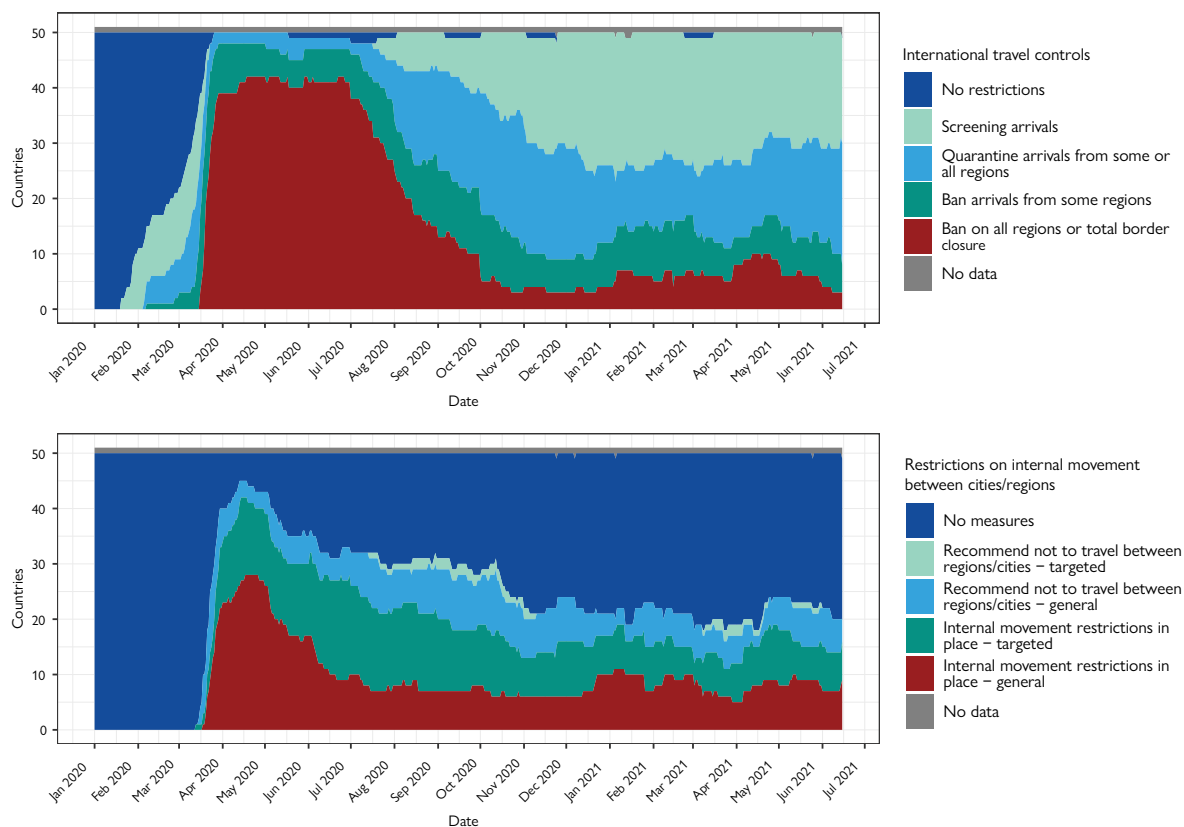 50
40
30
20
10
0
Countries
Jan 2020
Feb 2020
Mar 2020
Apr 2020
May 2020
Jun 2020
Jul 2020
Aug 2020
Sep 2020
Oct 2020
Nov 2020
Dec 2020
Jan 2021
Feb 2021
Mar 2021
Apr 2021
May 2021
Jun 2021
Jul 2021
Date
International travel controls
No restrictions
Screening arrivals
Quarantine arrivals from some or
all regions
Ban arrivals from some regions
Ban on all regions or total border
closure
No data
50
40
30
20
10
0
Countries
Jan 2020
Feb 2020
Mar 2020
Apr 2020
May 2020
Jun 2020
Jul 2020
Aug 2020
Sep 2020
Oct 2020
Nov 2020
Dec 2020
Jan 2021
Feb 2021
Mar 2021
Apr 2021
May 2021
Jun 2021
Jul 2021
Date
Restrictions on internal movement
between cities/regions
No measures
Recommend not to travel between
regions/cities − targeted
Recommend not to travel between
regions/cities − general
Internal movement restrictions in
place − targeted
Internal movement restrictions in
place − general
No data